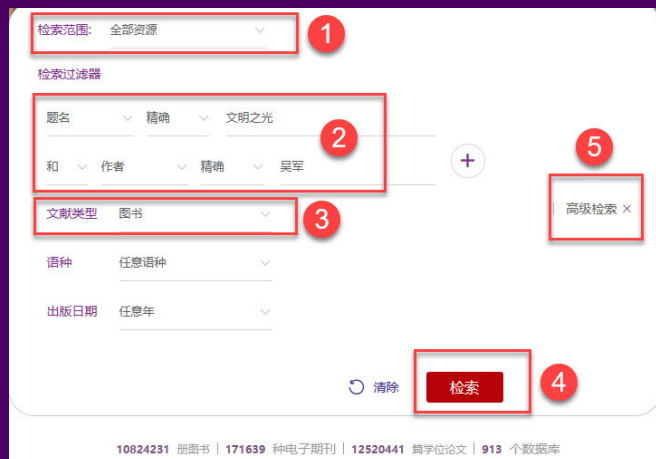 检索范围: 全部资源 1
检索过滤器
题名 精确 文明之光
2
和 作者 精确 吴军
5
高级检索 ×
文献类型 图书 3
语种 任意语种
出版日期 任意年
清除 检索 4
10824231 册图书 | 171639 种电子期刊 | 12520441 篇学位论文 | 913 个数据库